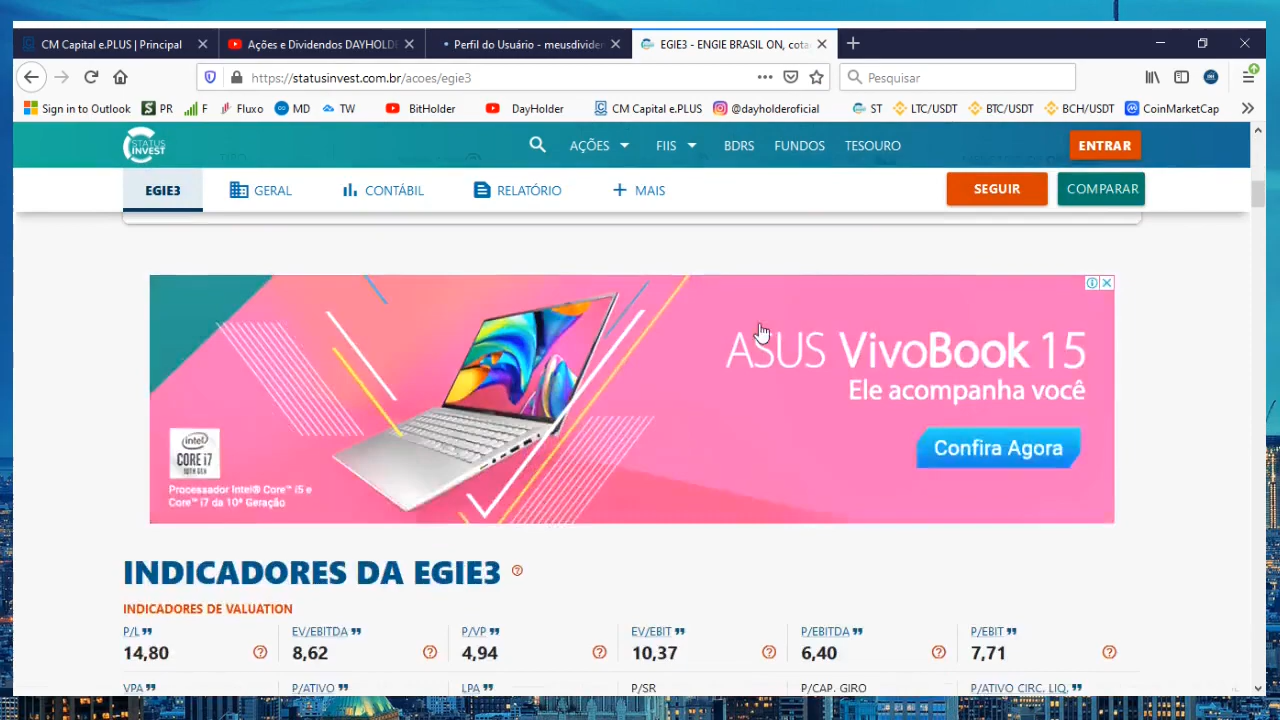 CM Capital e.PLUS | Principal
Ações e Dividendos DAYHOLDE
Perfil do Usuário - meusdividen
EGIE3 - ENGIE BRASIL ON, cota
https://statusinvest.com.br/acoes/egie3
Pesquisar
Sign in to Outlook
PR
F
Fluxo
MD
TW
BitHolder
DayHolder
CM Capital e.PLUS
@dayholderoficial
ST
LTC/USDT
BTC/USDT
BCH/USDT
CoinMarketCap
STATUS
INVEST
AÇÕES
FIIS
BDRS
FUNDOS
TESOURO
ENTRAR
EGIE3
GERAL
CONTÁBIL
RELATÓRIO
MAIS
SEGUIR
COMPARAR
ASUS VivoBook 15
Ele acompanha você
Confira Agora
intel
CORE i7
10TH GEN
Processador Intel® Core™ i5 e
Core™ i7 da 10ª Geração
INDICADORES DA EGIE3
INDICADORES DE VALUATION
P/L EV/EBITDA P/VP EV/EBIT P/EBITDA P/EBIT
14,80 8,62 4,94 10,37 6,40 7,71
VPA P/ATIVO LPA P/SR P/CAP. GIRO P/ATIVO CIRC. LIQ.